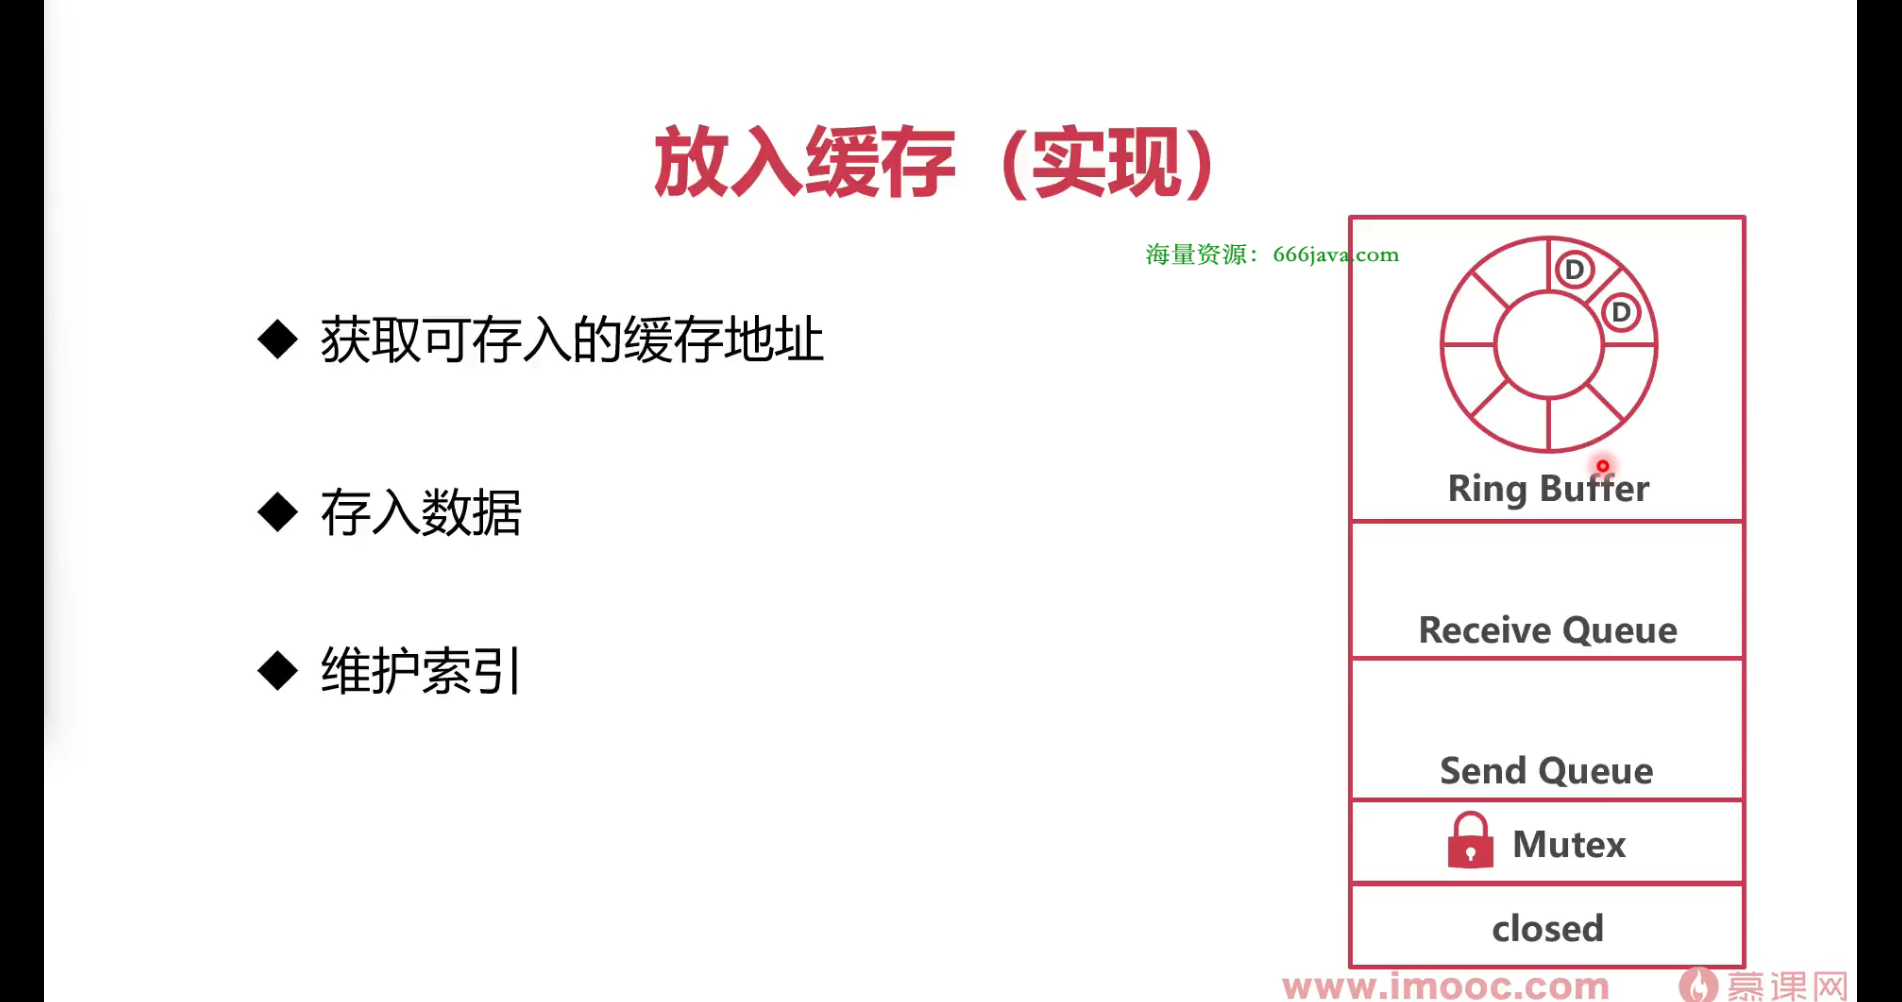 放入缓存（实现）
海量资源：666java.com
◆ 获取可存入的缓存地址
◆ 存入数据
◆ 维护索引
D
D
Ring Buffer
Receive Queue
Send Queue
Mutex
closed
www.imooc.com 慕课网